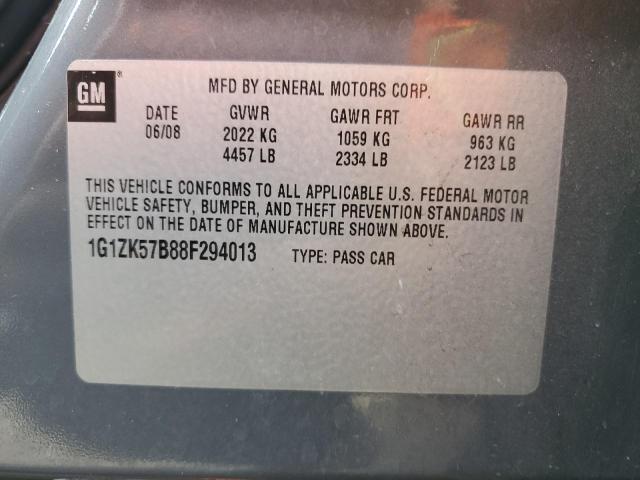 GM ®
MFD BY GENERAL MOTORS CORP.
DATE GVWR GAWR FRT GAWR RR
06/08 2022 KG 1059 KG 963 KG
4457 LB 2334 LB 2123 LB
THIS VEHICLE CONFORMS TO ALL APPLICABLE U.S. FEDERAL MOTOR
VEHICLE SAFETY, BUMPER, AND THEFT PREVENTION STANDARDS IN
EFFECT ON THE DATE OF MANUFACTURE SHOWN ABOVE.
1G1ZK57B88F294013 TYPE: PASS CAR